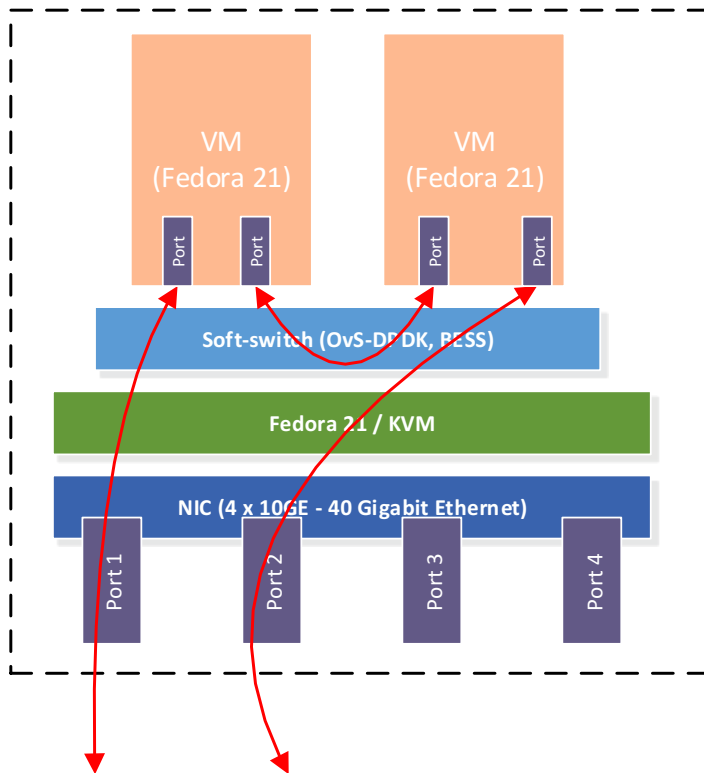 VM
(Fedora 21)
VM
(Fedora 21)
Port
Port
Port
Port
Soft-switch (OvS-DPDK, BESS)
Fedora 21 / KVM
NIC (4 x 10GE - 40 Gigabit Ethernet)
Port 1
Port 2
Port 3
Port 4